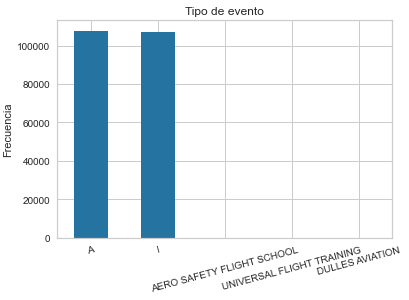 Tipo de evento
Frecuencia
100000
80000
60000
40000
20000
0
A
I
AERO SAFETY FLIGHT SCHOOL
UNIVERSAL FLIGHT TRAINING
DULLES AVIATION